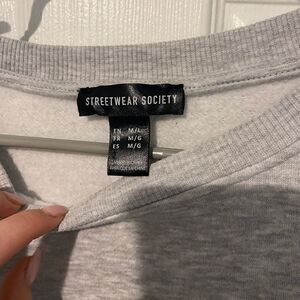 STREETWEAR SOCIETY
EN M/L
FR M/G
ES M/G